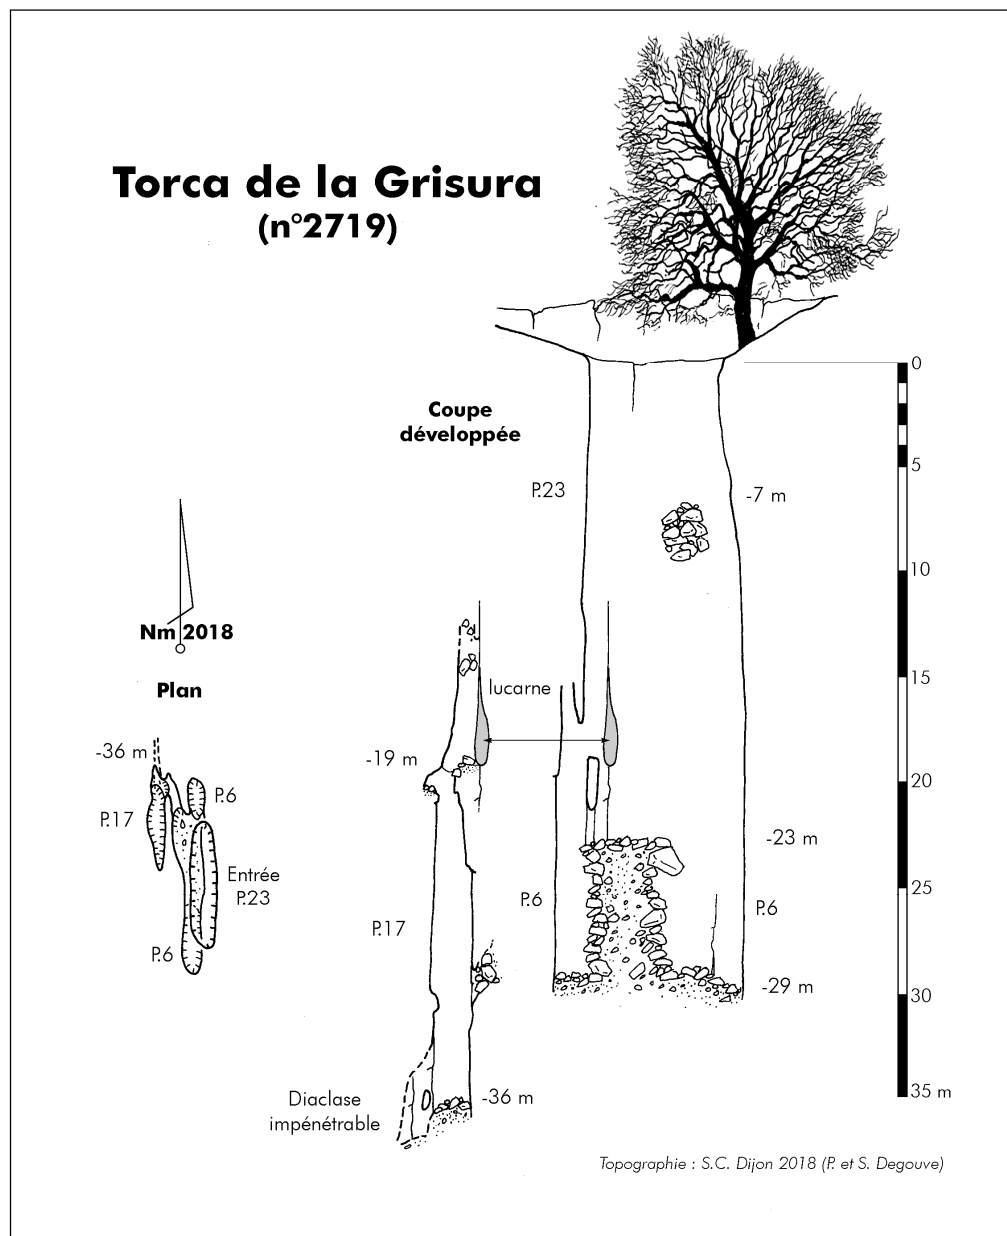 Torca de la Grisura
(n°2719)
0
Coupe
développée
5
P.23
-7 m
10
Nm 2018
15
Plan
lucarne
-36 m
-19 m
20
P.6
P.17
-23 m
Entrée
P.23
25
P.6
P.6
P.17
P.6
-29 m
30
Diaclase
impénétrable
-36 m
35 m
Topographie : S.C. Dijon 2018 (P. et S. Degouve)